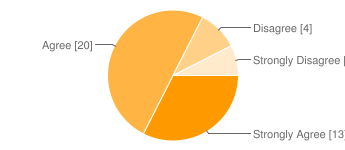 Disagree [4]
Agree [20]
Strongly Disagree [
Strongly Agree [13]